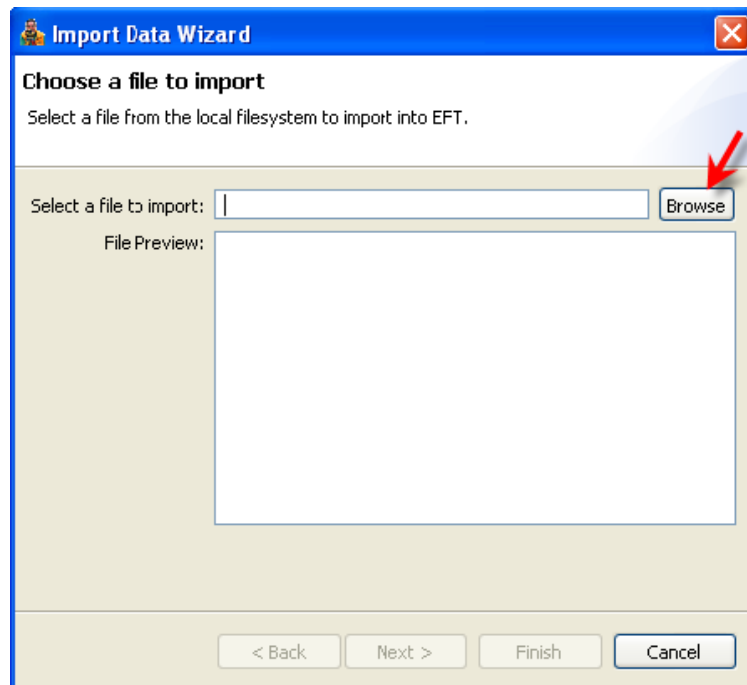 Import Data Wizard
Choose a file to import
Select a file from the local filesystem to import into EFT.
Select a file to import:
Browse
File Preview:
< Back
Next >
Finish
Cancel